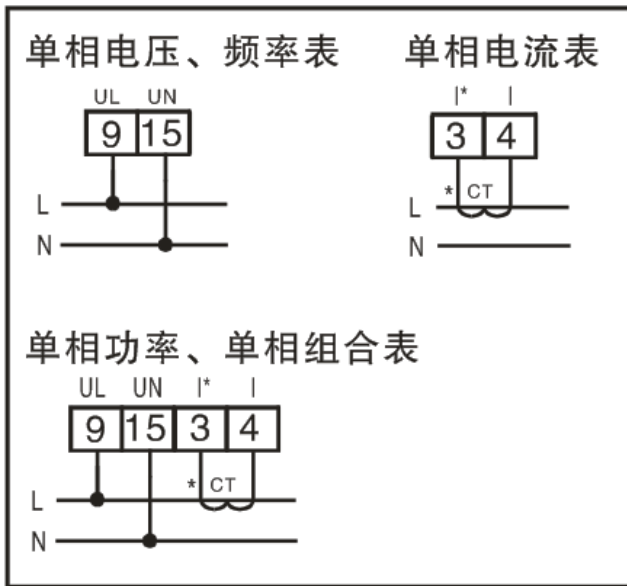 单相电压、频率表
UL UN
9 15
L
N
单相电流表
I* I
3 4
* CT
L
N
单相功率、单相组合表
UL UN I* I
9 15 3 4
* CT
L
N